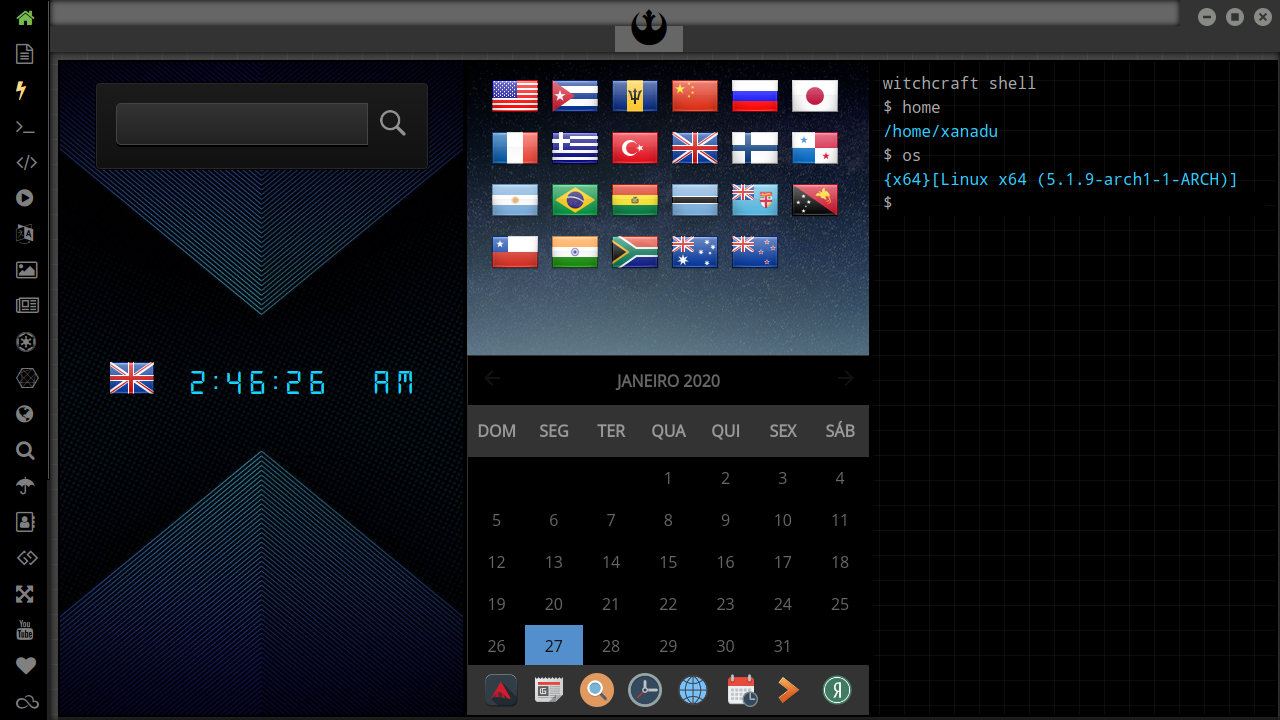 2:46:26 AM
JANEIRO 2020
DOM SEG TER QUA QUI SEX SÁB
1 2 3 4
5 6 7 8 9 10 11
12 13 14 15 16 17 18
19 20 21 22 23 24 25
26 27 28 29 30 31
Я
witchcraft shell
$ home
/home/xanadu
$ os
{x64}[Linux x64 (5.1.9-arch1-1-ARCH)]
$
You
Tube